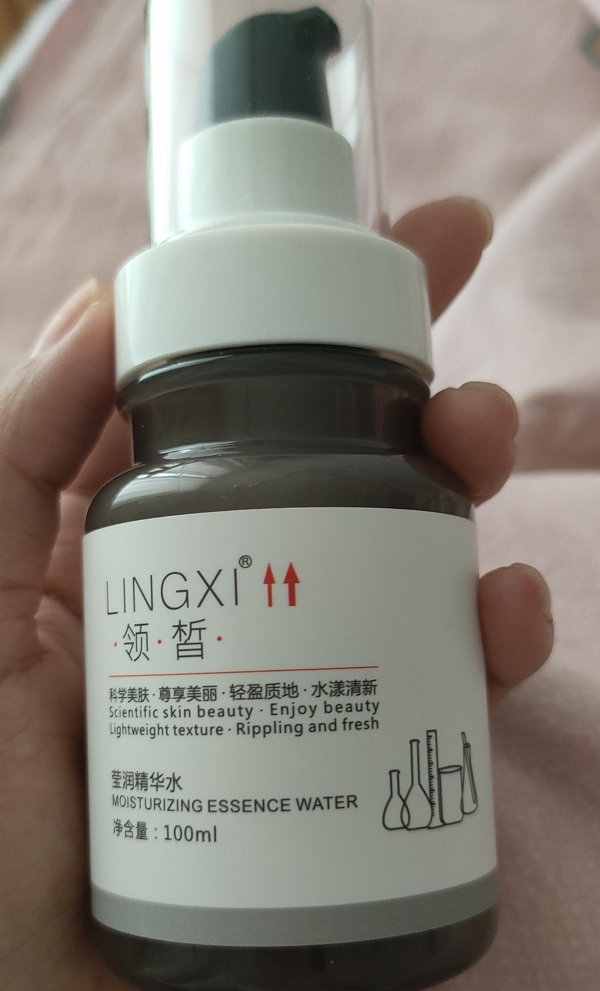 LINGXI®
·领·皙·
科学美肤·尊享美丽·轻盈质地·水漾清新
Scientific skin beauty · Enjoy beauty
Lightweight texture · Rippling and fresh
莹润精华水
MOISTURIZING ESSENCE WATER
净含量：100ml